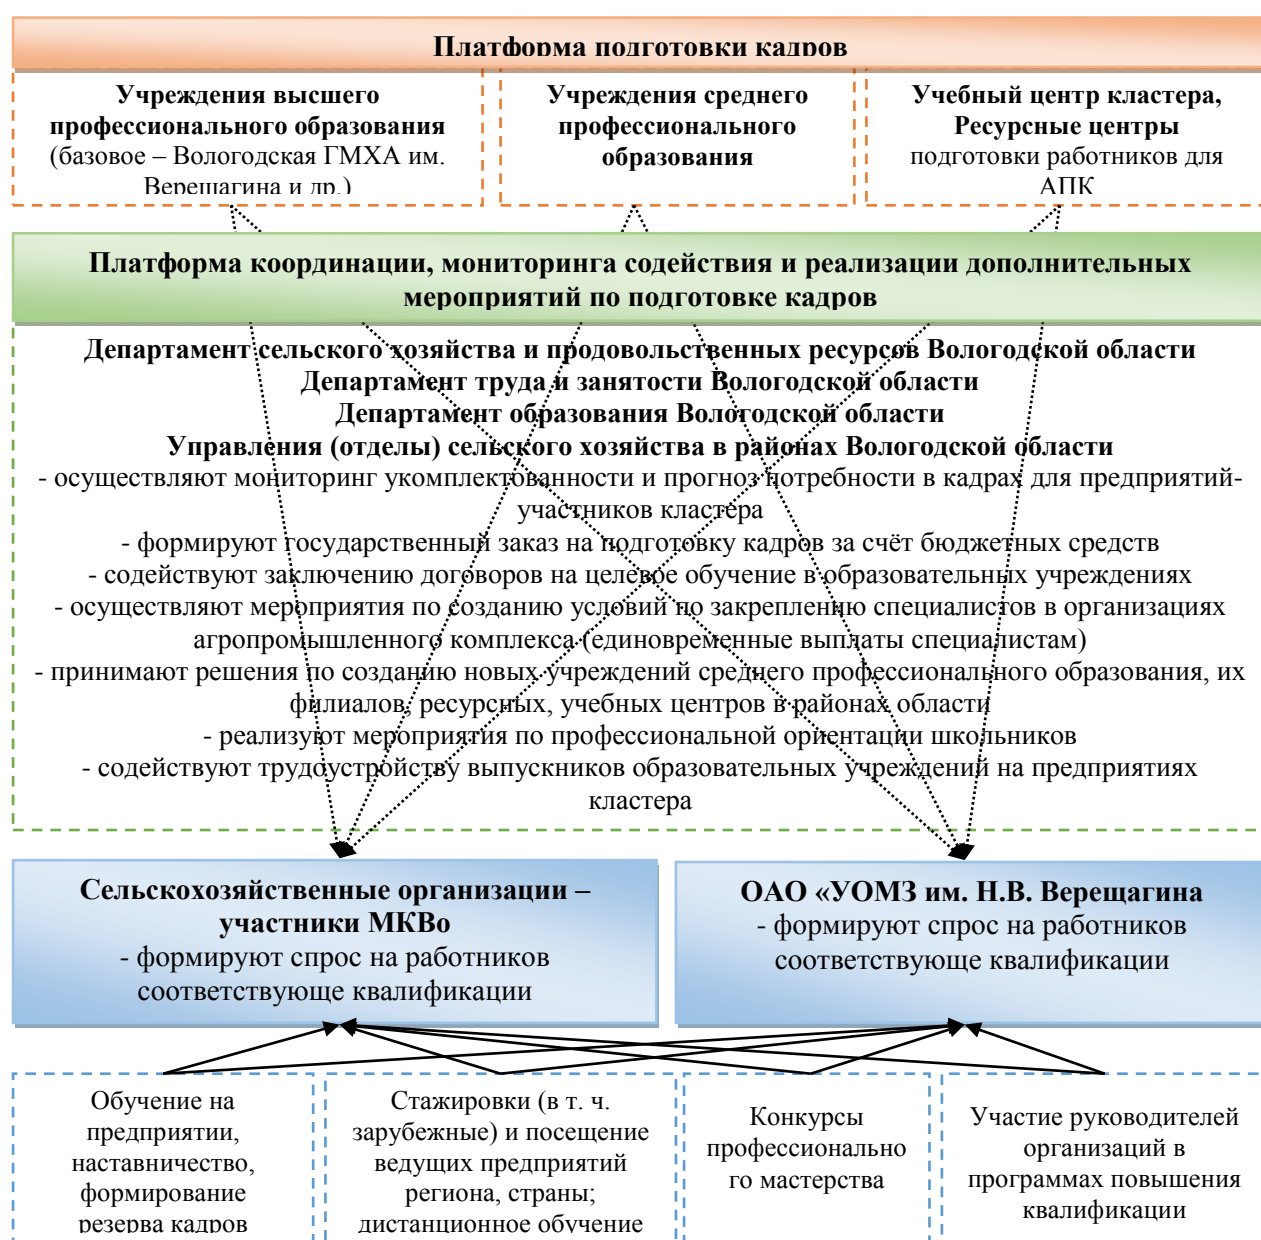 Платформа подготовки кадров
Учреждения высшего
профессионального образования
(базовое – Вологодская ГМХА им.
Верещагина и др.)
Учреждения среднего
профессионального
образования
Учебный центр кластера,
Ресурсные центры
подготовки работников для
АПК
Платформа координации, мониторинга содействия и реализации дополнительных
мероприятий по подготовке кадров
Департамент сельского хозяйства и продовольственных ресурсов Вологодской области
Департамент труда и занятости Вологодской области
Департамент образования Вологодской области
Управления (отделы) сельского хозяйства в районах Вологодской области
- осуществляют мониторинг укомплектованности и прогноз потребности в кадрах для предприятий-
участников кластера
- формируют государственный заказ на подготовку кадров за счёт бюджетных средств
- содействуют заключению договоров на целевое обучение в образовательных учреждениях
- осуществляют мероприятия по созданию условий по закреплению специалистов в организациях
агропромышленного комплекса (единовременные выплаты специалистам)
- принимают решения по созданию новых учреждений среднего профессионального образования, их
филиалов, ресурсных, учебных центров в районах области
- реализуют мероприятия по профессиональной ориентации школьников
- содействуют трудоустройству выпускников образовательных учреждений на предприятиях
кластера
Сельскохозяйственные организации –
участники МКВо
- формируют спрос на работников
соответствующе квалификации
ОАО «УОМЗ им. Н.В. Верещагина
- формируют спрос на работников
соответствующе квалификации
Обучение на
предприятии,
наставничество,
формирование
резерва кадров
Стажировки (в т. ч.
зарубежные) и посещение
ведущих предприятий
региона, страны;
дистанционное обучение
Конкурсы
профессионально
го мастерства
Участие руководителей
организаций в
программах повышения
квалификации